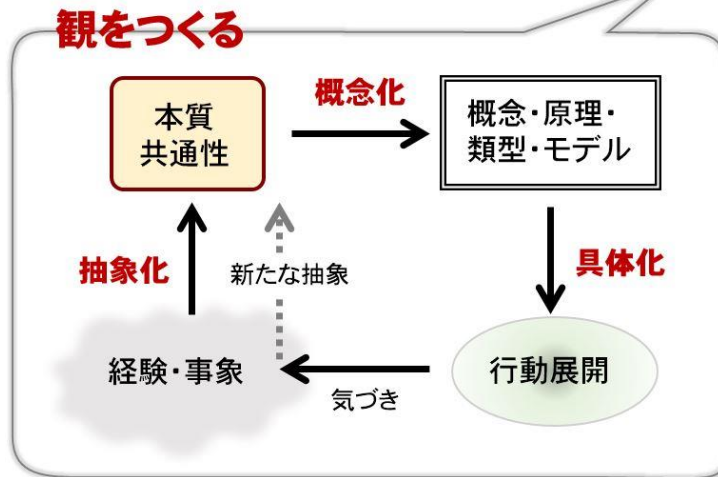 観をつくる
本質
共通性
概念化
概念・原理・
類型・モデル
抽象化
新たな抽象
具体化
経験・事象
気づき
行動展開